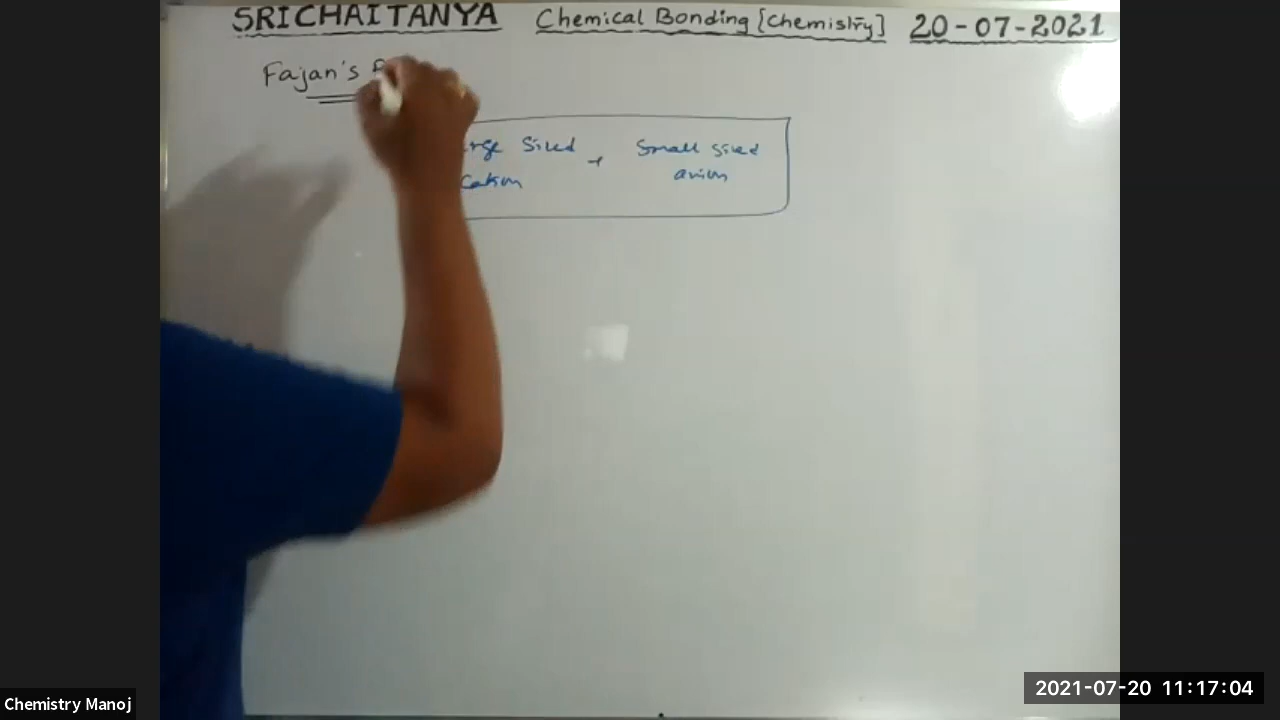 SRICHAITANYA Chemical Bonding [Chemistry] 20-07-2021
Fajan's
Sized + Small sized
Cation anion
Chemistry Manoj
2021-07-20 11:17:04